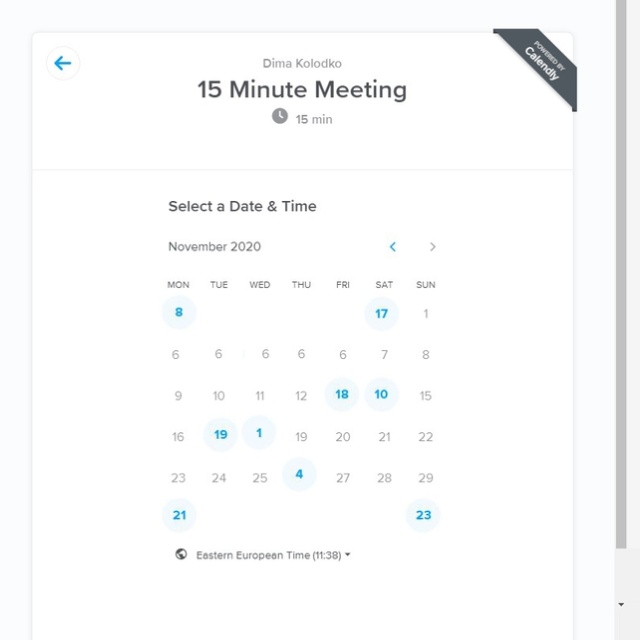 POWERED BY
Calendly
Dima Kolodko
15 Minute Meeting
15 min
Select a Date & Time
November 2020
MON TUE WED THU FRI SAT SUN
8 17 1
6 6 6 6 6 7 8
9 10 11 12 18 10 15
16 19 1 19 20 21 22
23 24 25 4 27 28 29
21 23
Eastern European Time (11:38)